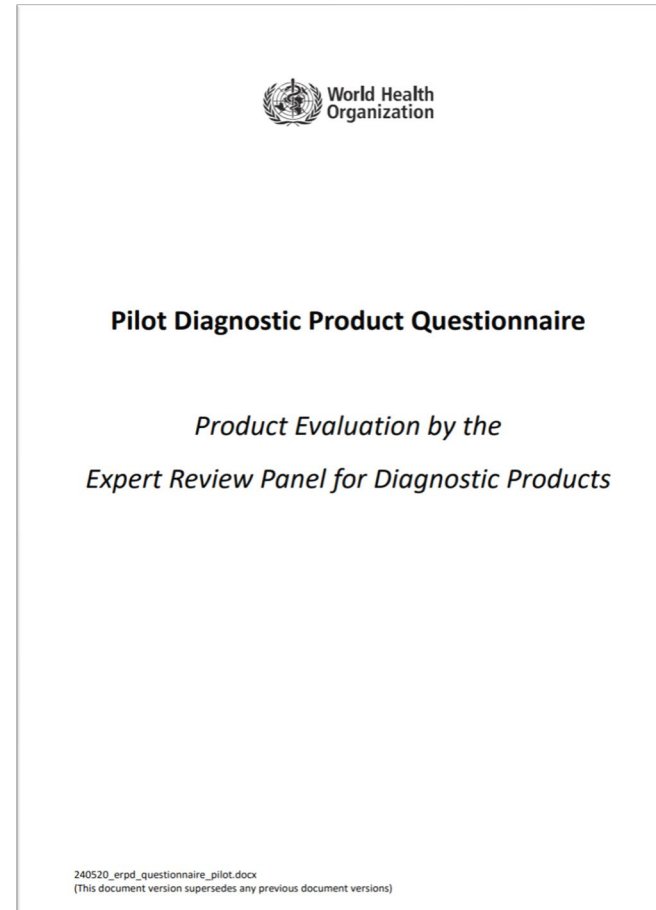 World Health
Organization
Pilot Diagnostic Product Questionnaire
Product Evaluation by the
Expert Review Panel for Diagnostic Products
240520_erpd_questionnaire_pilot.docx
(This document version supersedes any previous document versions)